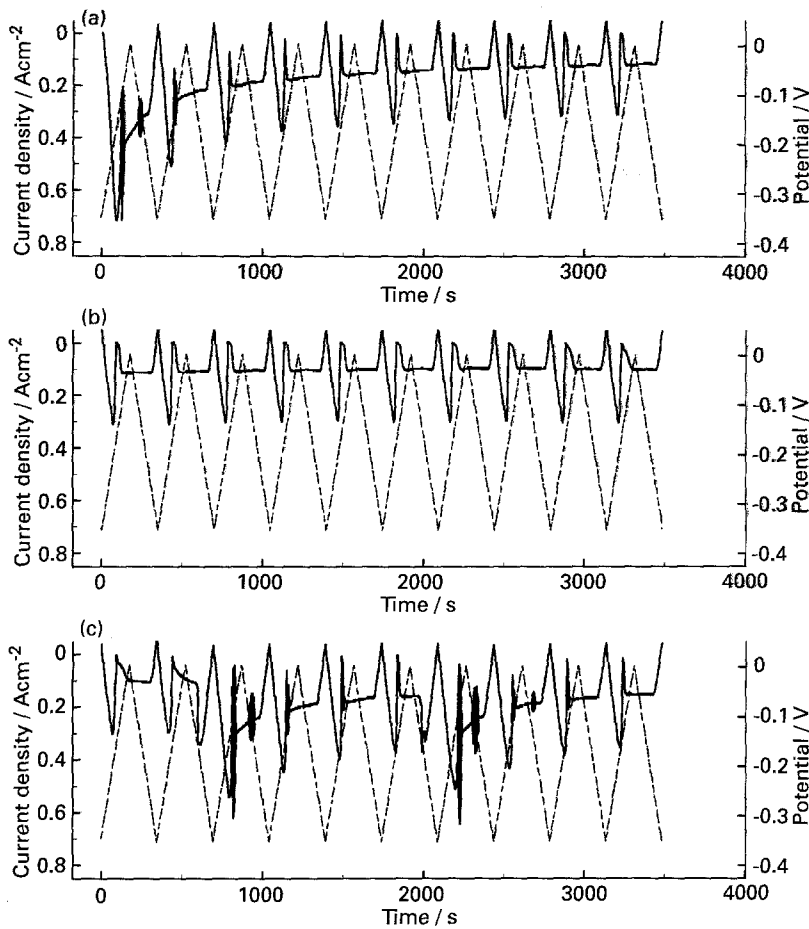 (a)
0
0.2
0.4
0.6
0.8
Current density / Acm⁻²
0
-0.1
-0.2
-0.3
-0.4
Potential / V
0 1000 2000 3000 4000
Time / s
(b)
0
0.2
0.4
0.6
0.8
Current density / Acm⁻²
0
-0.1
-0.2
-0.3
-0.4
Potential / V
0 1000 2000 3000 4000
Time / s
(c)
0
0.2
0.4
0.6
0.8
Current density / Acm⁻²
0
-0.1
-0.2
-0.3
-0.4
Potential / V
0 1000 2000 3000 4000
Time / s